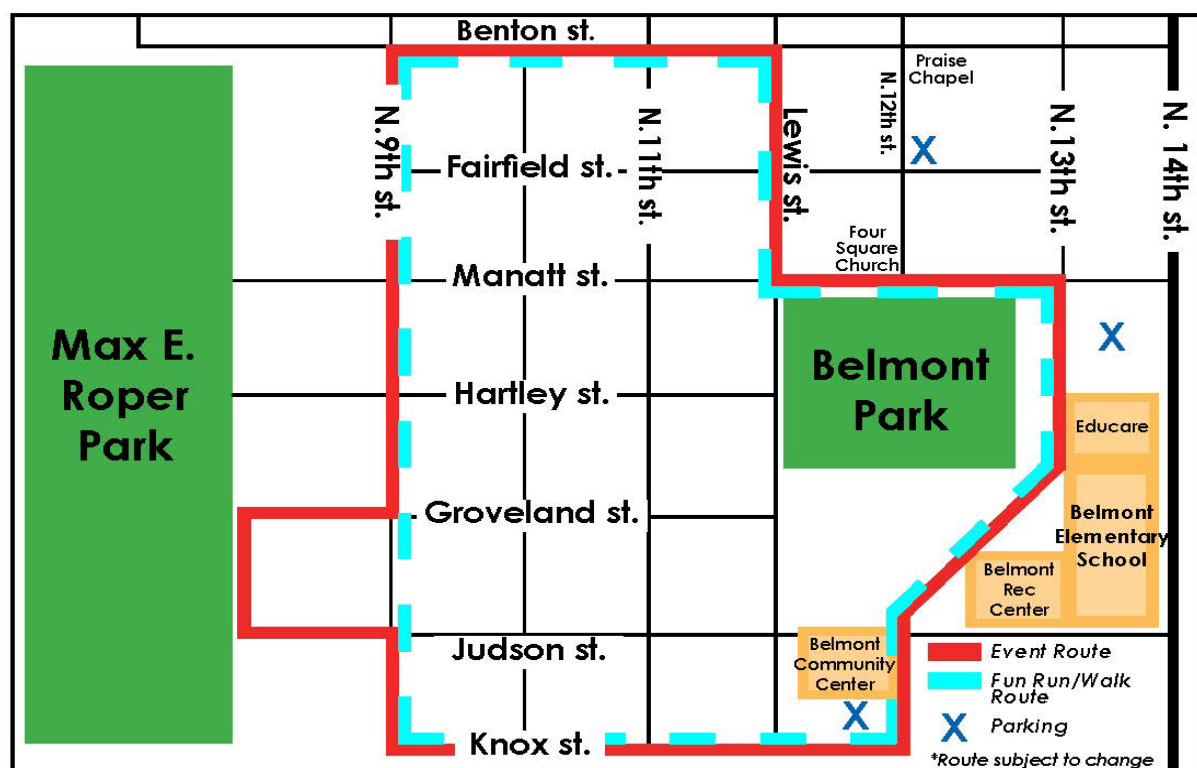 Benton st.
Praise
Chapel
N.9th st.
N.11th st.
Lewis st.
N.12th st.
N.13th st.
N. 14th st.
X
Fairfield st.
Four
Square
Church
Manatt st.
Max E.
Roper
Park
Belmont
Park
X
Hartley st.
Educare
Groveland st.
Belmont
Elementary
School
Belmont
Rec
Center
Judson st.
Belmont
Community
Center
X
Knox st.
Event Route
Fun Run/Walk
Route
X Parking
*Route subject to change